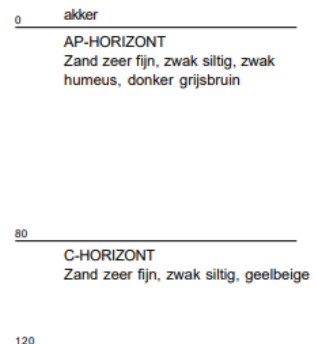 0 akker
AP-HORIZONT
Zand zeer fijn, zwak siltig, zwak
humeus, donker grijsbruin
80
C-HORIZONT
Zand zeer fijn, zwak siltig, geelbeige
120